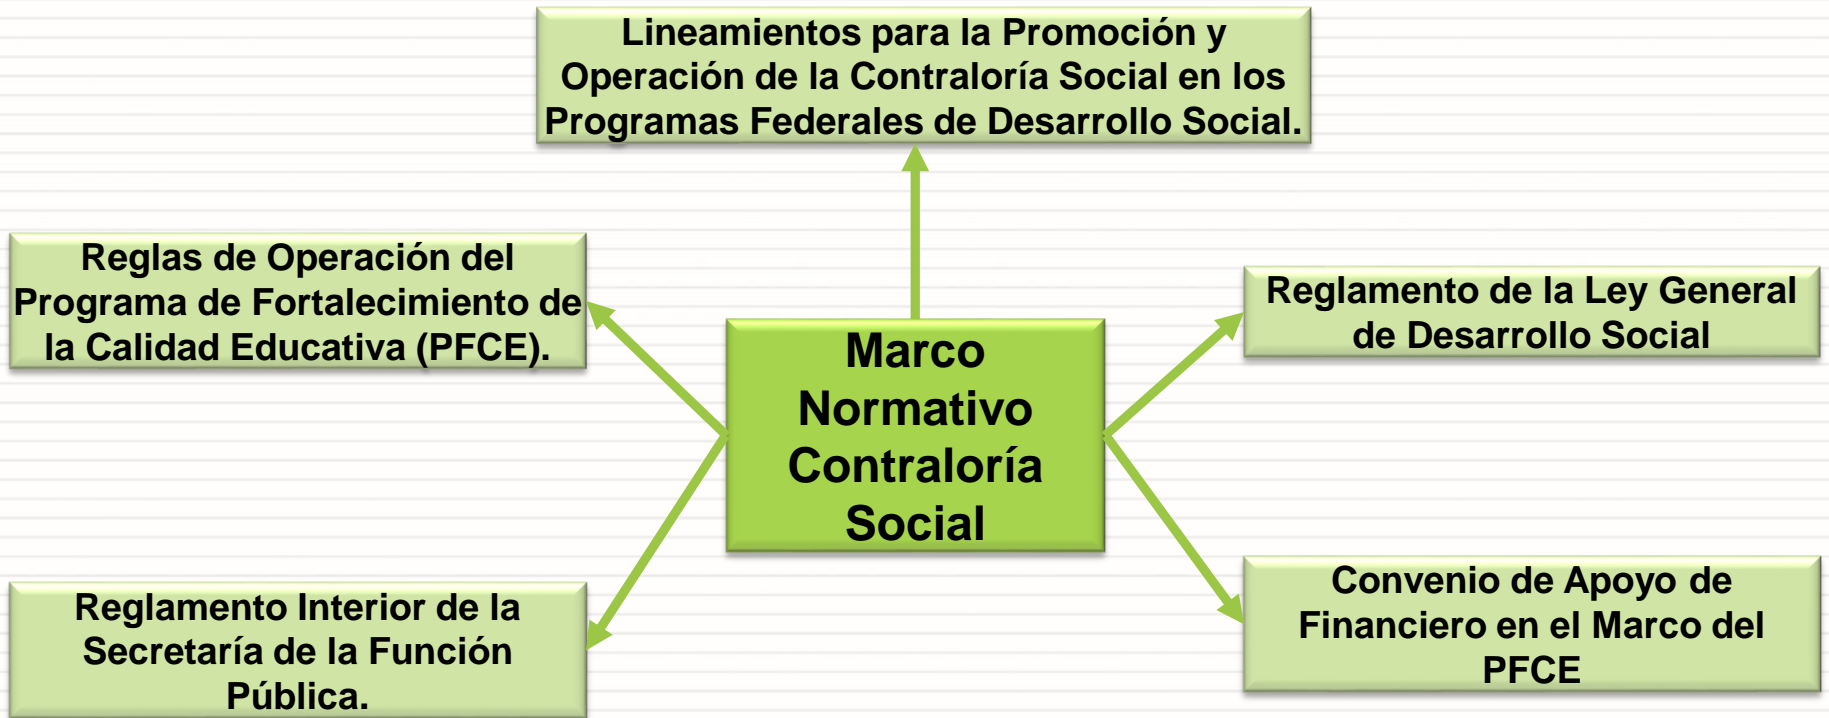 Lineamientos para la Promoción y
Operación de la Contraloría Social en los
Programas Federales de Desarrollo Social.
Reglas de Operación del
Programa de Fortalecimiento de
la Calidad Educativa (PFCE).
Reglamento de la Ley General
de Desarrollo Social
Marco
Normativo
Contraloría
Social
Reglamento Interior de la
Secretaría de la Función
Pública.
Convenio de Apoyo de
Financiero en el Marco del
PFCE